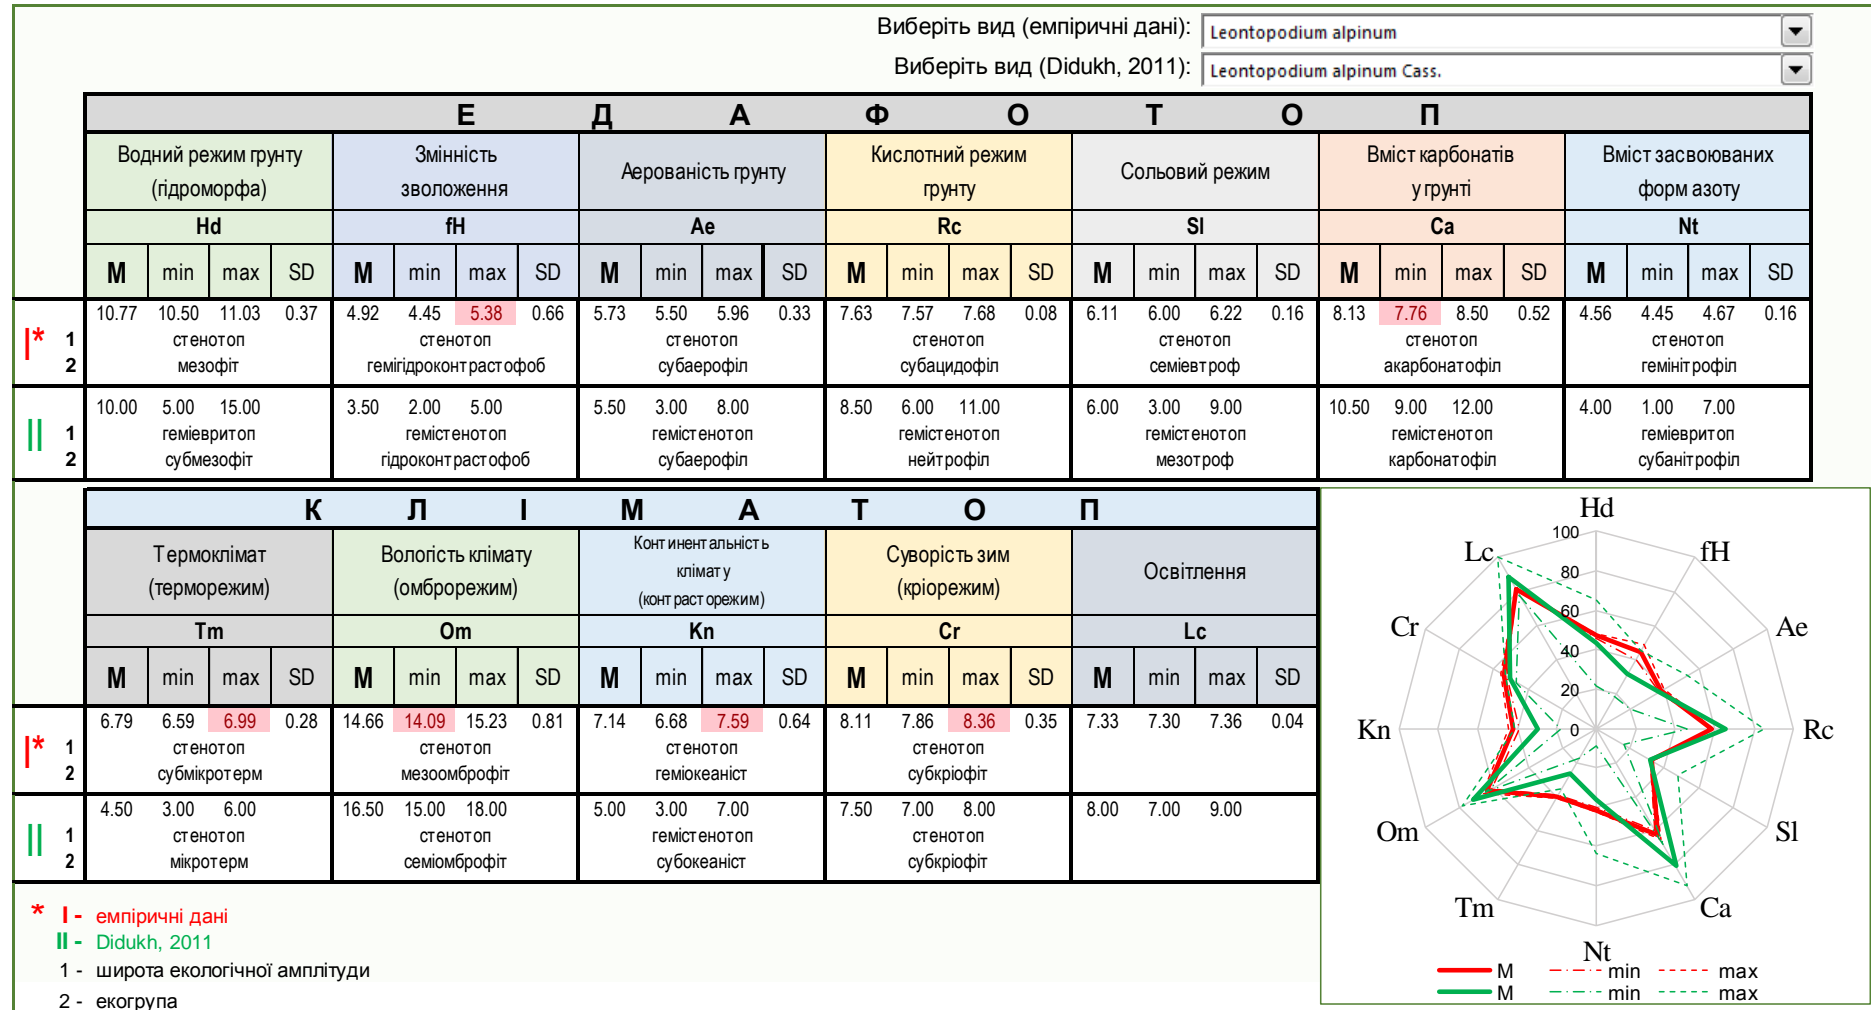 Виберіть вид (емпіричні дані): Leontopodium alpinum
Виберіть вид (Didukh, 2011): Leontopodium alpinum Cass.
Е Д А Ф О Т О П
Водний режим грунту (гідроморфа) Змінність зволоження Аерованість грунту Кислотний режим грунту Сольовий режим Вміст карбонатів у грунті Вміст засвоюваних форм азоту
Hd fH Ae Rc Sl Ca Nt
M min max SD M min max SD M min max SD M min max SD M min max SD M min max SD M min max SD
10.77 10.50 11.03 0.37 4.92 4.45 5.38 0.66 5.73 5.50 5.96 0.33 7.63 7.57 7.68 0.08 6.11 6.00 6.22 0.16 8.13 7.76 8.50 0.52 4.56 4.45 4.67 0.16
I* 1 стенотоп стенотоп стенотоп стенотоп стенотоп стенотоп стенотоп
2 мезофіт гемігідроконтрастофоб субаерофіл субацидофіл семіевтроф акарбонатофіл гемінітрофіл
10.00 5.00 15.00 3.50 2.00 5.00 5.50 3.00 8.00 8.50 6.00 11.00 6.00 3.00 9.00 10.50 9.00 12.00 4.00 1.00 7.00
II 1 геміевритоп гемістенотоп гемістенотоп гемістенотоп гемістенотоп гемістенотоп геміевритоп
2 субмезофіт гідроконтрастофоб субаерофіл нейтрофіл мезотроф карбонатофіл субанітрофіл
К Л І М А Т О П
Термоклімат (терморежим) Вологість клімату (омброрежим) Континентальність клімату (контрасторежим) Суворість зим (кріорежим) Освітлення
Tm Om Kn Cr Lc
M min max SD M min max SD M min max SD M min max SD M min max SD
6.79 6.59 6.99 0.28 14.66 14.09 15.23 0.81 7.14 6.68 7.59 0.64 8.11 7.86 8.36 0.35 7.33 7.30 7.36 0.04
I* 1 стенотоп стенотоп стенотоп стенотоп
2 субмікротерм мезоомброфіт геміокеаніст субкріофіт
4.50 3.00 6.00 16.50 15.00 18.00 5.00 3.00 7.00 7.50 7.00 8.00 8.00 7.00 9.00
II 1 стенотоп стенотоп гемістенотоп стенотоп
2 мікротерм семіомброфіт субокеаніст субкріофіт
* I - емпіричні дані
II - Didukh, 2011
1 - широта екологічної амплітуди
2 - екогрупа
Hd
100
Lc fH
80
60
Cr Ae
40
20
Kn 0 Rc
Om Sl
Tm Ca
Nt
M min max
M min max